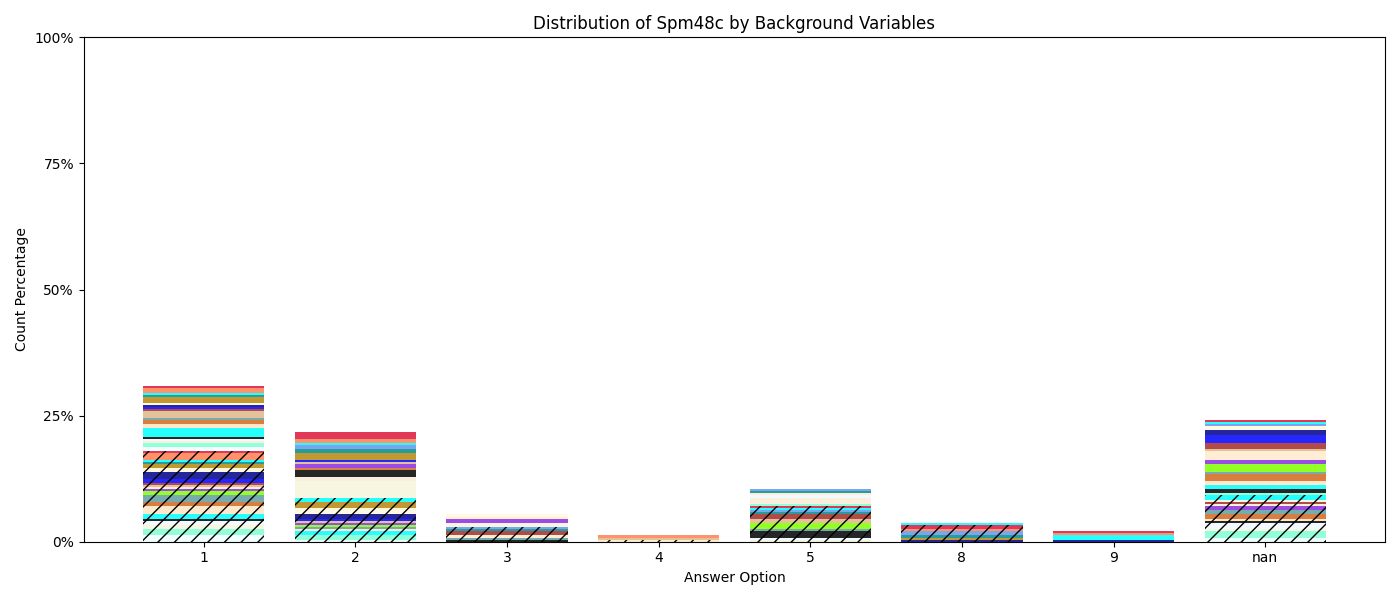 Distribution of Spm48c by Background Variables
100%
75%
50%
25%
0%
Count Percentage
1 2 3 4 5 8 9 nan
Answer Option